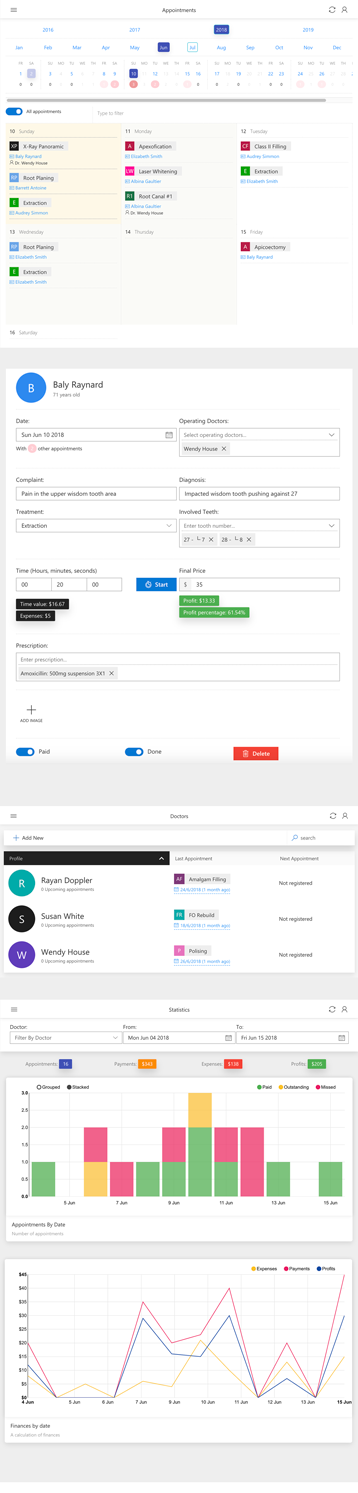 Appointments
2016 2017 2018 2019
Jan Feb Mar Apr May Jun Jul Aug Sep Oct Nov Dec
All appointments Type to filter
10 Sunday
XP X-Ray Panoramic
Baly Raynard
Dr. Wendy House
RP Root Planing
Barrett Antoine
E Extraction
Audrey Simmson
11 Monday
A Apexofication
Elizabeth Smith
LW Laser Whitening
Albina Gaultier
R1 Root Canal #1
Albina Gaultier
Dr. Wendy House
12 Tuesday
CF Class II Filling
Audrey Simmson
E Extraction
Elizabeth Smith
13 Wednesday
RP Root Planing
Elizabeth Smith
E Extraction
Elizabeth Smith
14 Thursday
15 Friday
A Apicoectomy
Baly Raynard
16 Saturday
B Baly Raynard
71 years old
Date: Operating Doctors:
Sun Jun 10 2018 Select operating doctors...
With other appointments Wendy House
Complaint: Diagnosis:
Pain in the upper wisdom tooth area Impacted wisdom tooth pushing against 27
Treatment: Involved Teeth:
Extraction Enter tooth number...
27 - └ 7 28 - └ 8
Time (Hours, minutes, seconds) Final Price
00 20 00 Start $ 35
Time value: $16.67 Profit: $13.33
Expenses: $5 Profit percentage: 61.54%
Prescription:
Enter prescription...
Amoxicillin: 500mg suspension 3X1
ADD IMAGE
Paid Done Delete
Doctors
Add New search
Profile Last Appointment Next Appointment
R Rayan Doppler
0 Upcoming appointments
AF Amalgam Filling
24/6/2018 (1 month ago)
Not registered
S Susan White
0 Upcoming appointments
FR FO Rebuild
18/6/2018 (1 month ago)
Not registered
W Wendy House
0 Upcoming appointments
P Polising
26/6/2018 (1 month ago)
Not registered
Statistics
Doctor: From: To:
Filter By Doctor Mon Jun 04 2018 Fri Jun 15 2018
Appointments: 16 Payments: $340 Expenses: $138 Profits: $205
Grouped Stacked Paid Outstanding Missed
3.0
2.5
2.0
1.5
1.0
0.5
0.0
5 Jun 7 Jun 9 Jun 11 Jun 13 Jun 15 Jun
Appointments By Date
Number of appointments
Expenses Payments Profits
$45
$40
$35
$30
$25
$20
$15
$10
$5
$0
4 Jun 5 Jun 6 Jun 7 Jun 8 Jun 9 Jun 10 Jun 11 Jun 12 Jun 13 Jun 14 Jun 15 Jun
Finances by date
A calculation of finances